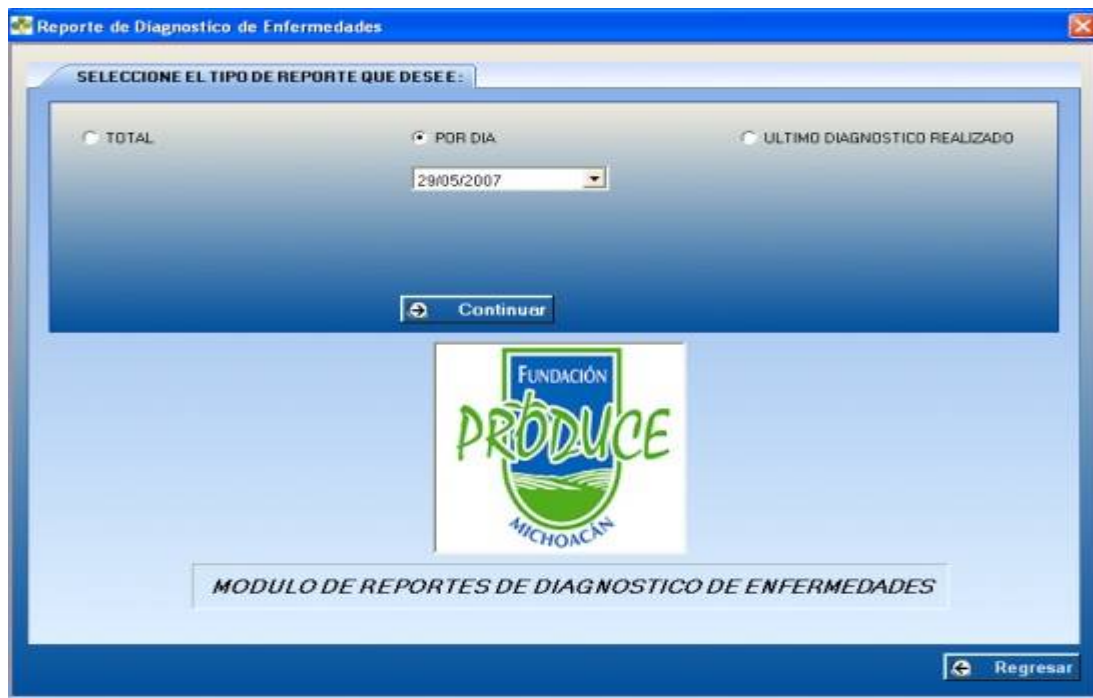 Reporte de Diagnostico de Enfermedades
SELECCIONE EL TIPO DE REPORTE QUE DESEE:
TOTAL
POR DIA
ULTIMO DIAGNOSTICO REALIZADO
29/05/2007
Continuar
FUNDACIÓN
PRODUCE
MICHOACÁN
MODULO DE REPORTES DE DIAGNOSTICO DE ENFERMEDADES
Regresar